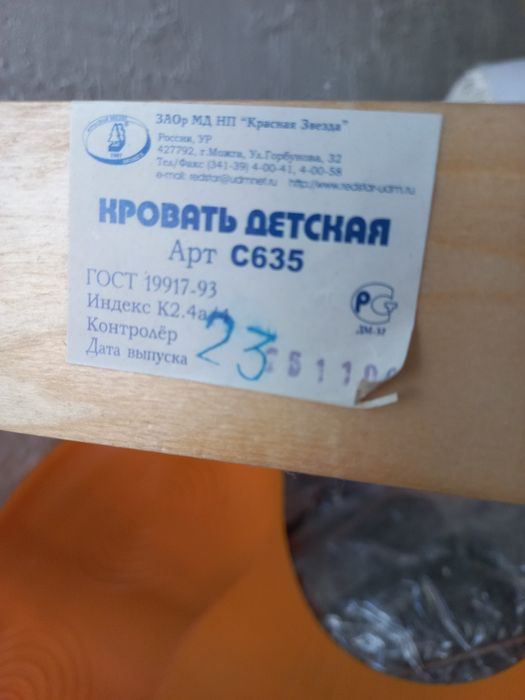 ЗАОр МД НП "Красная Звезда"
Россия, УР
427792, г.Можга, Ул.Горбунова, 32
Тел/Факс (341-39) 4-00-41, 4-00-58
e-mail: redstar@udmnet.ru http://www.redstar-udm.ru
КРОВАТЬ ДЕТСКАЯ
Арт С635
ГОСТ 19917-93
Индекс К2.4а
Контролёр 23
Дата выпуска